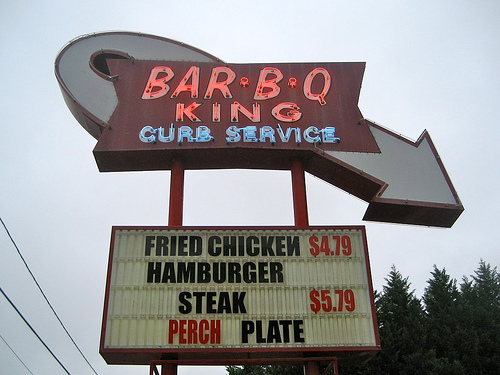 BAR·B·Q
KING
CURB SERVICE
FRIED CHICKEN $4.79
HAMBURGER
STEAK $5.79
PERCH PLATE